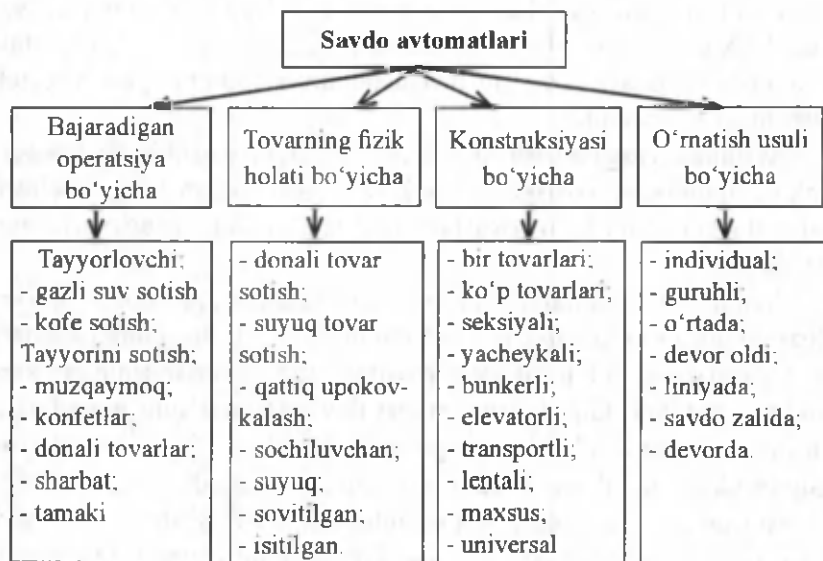 Savdo avtomatlari
Bajaradigan
operatsiya
bo‘yicha
Tovarning fizik
holati bo‘yicha
Konstruksiyasi
bo‘yicha
O‘rnatish usuli
bo‘yicha
Tayyorlovchi;
- gazli suv sotish
- kofe sotish;
Tayyorini sotish;
- muzqaymoq;
- konfetlar,
- donali tovarlar;
- sharbat;
- tamaki
- donali tovar
sotish;
- suyuq tovar
sotish;
- qattiq upokov-
kalash;
- sochiluvchan;
- suyuq;
- sovitilgan;
- isitilgan
- bir tovarlari;
- ko‘p tovarlari;
- seksiyali;
- yacheykali;
- bunkerli;
- elevatorli;
- transportli;
- lentali;
- maxsus;
- universal
- individual;
- guruhli;
- o‘rtada;
- devor oldi;
- liniyada;
- savdo zalida;
- devorda.